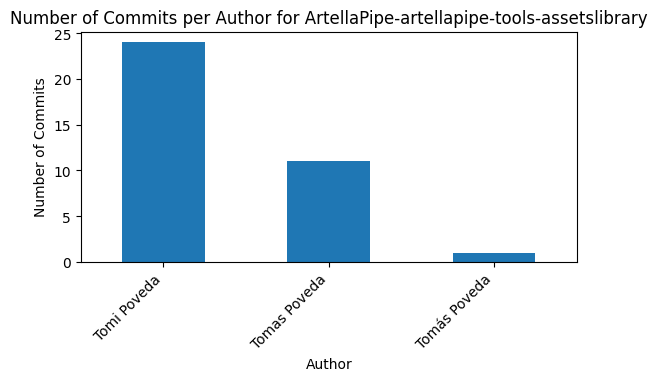 Number of Commits per Author for ArtellaPipe-artellapipe-tools-assetslibrary
25
20
15
10
5
0
Number of Commits
Tomi Poveda
Tomas Poveda
Tomás Poveda
Author